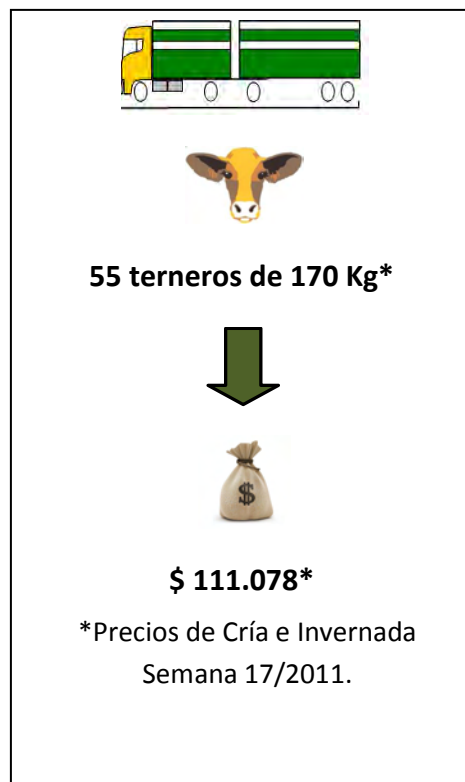 55 terneros de 170 Kg*
$
$ 111.078*
*Precios de Cría e Invernada
Semana 17/2011.